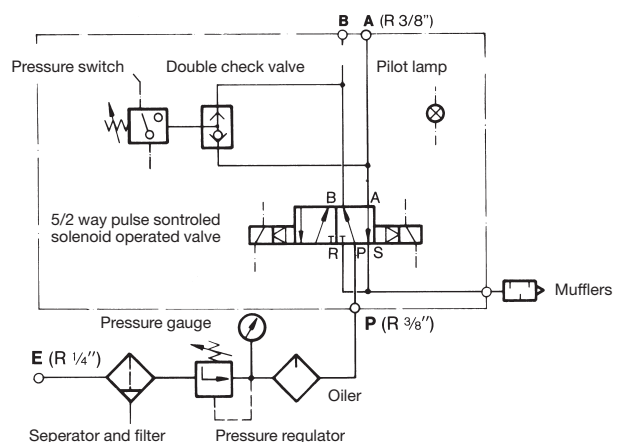 B A (R 3/8")
Pressure switch
Double check valve
Pilot lamp
B A
5/2 way pulse sontroled
solenoid operated valve
R P S
Mufflers
Pressure gauge
P (R 3/8")
E (R 1/4")
Oiler
Seperator and filter
Pressure regulator